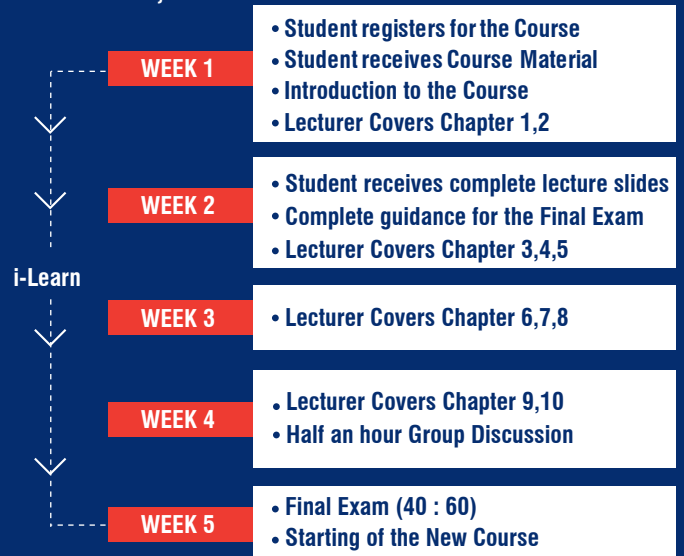 WEEK 1
• Student registers for the Course
• Student receives Course Material
• Introduction to the Course
• Lecturer Covers Chapter 1,2
WEEK 2
• Student receives complete lecture slides
• Complete guidance for the Final Exam
• Lecturer Covers Chapter 3,4,5
i-Learn
WEEK 3
• Lecturer Covers Chapter 6,7,8
WEEK 4
• Lecturer Covers Chapter 9,10
• Half an hour Group Discussion
WEEK 5
• Final Exam (40 : 60)
• Starting of the New Course